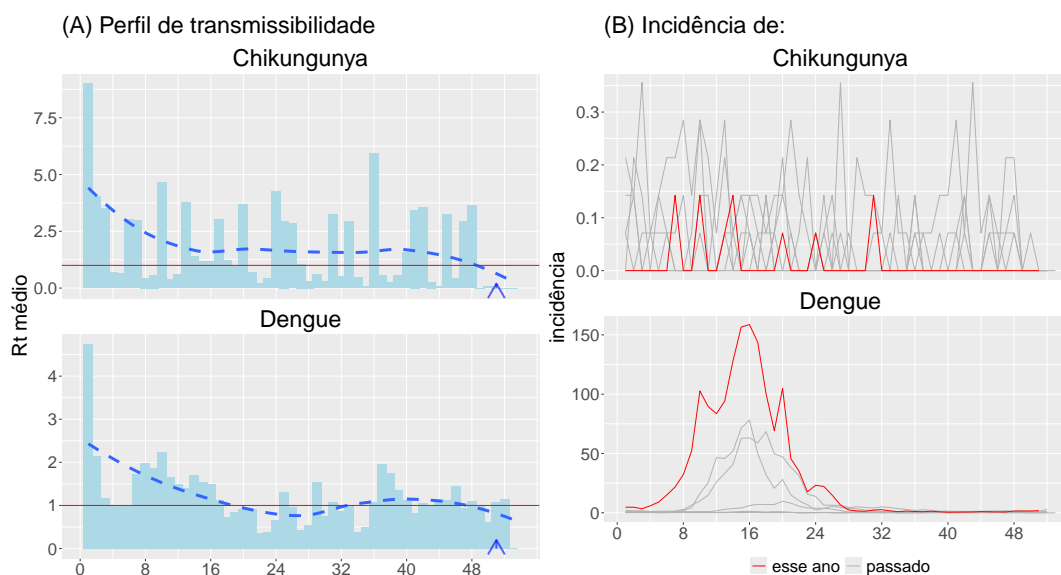 (A) Perfil de transmissibilidade
Chikungunya
7.5
5.0
2.5
0.0
Dengue
5
4
3
2
1
0
0 8 16 24 32 40 48
Rt médio
(B) Incidência de:
Chikungunya
0.3
0.2
0.1
0.0
Dengue
150
100
50
0
0 8 16 24 32 40 48
incidência
esse ano passado